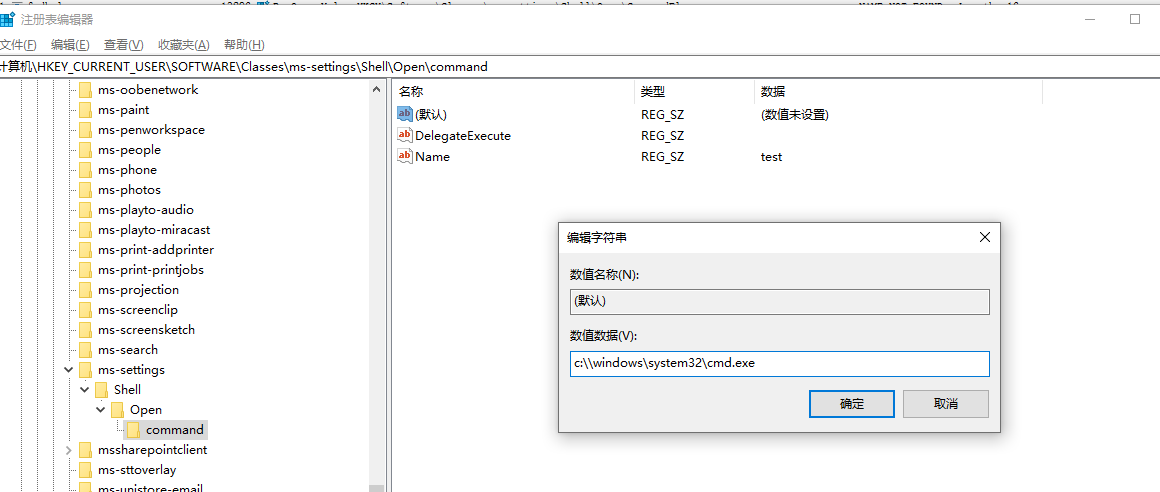 注册表编辑器
文件(F) 编辑(E) 查看(V) 收藏夹(A) 帮助(H)
计算机\HKEY_CURRENT_USER\SOFTWARE\Classes\ms-settings\Shell\Open\command
ms-oobenetwork
ms-paint
ms-penworkspace
ms-people
ms-phone
ms-photos
ms-playto-audio
ms-playto-miracast
ms-print-addprinter
ms-print-printjobs
ms-projection
ms-screenclip
ms-screensketch
ms-search
ms-settings
Shell
Open
command
mssharepointclient
ms-sttoverlay
ms-unistore-email
名称 类型 数据
(默认) REG_SZ (数值未设置)
DelegateExecute REG_SZ
Name REG_SZ test
编辑字符串
数值名称(N):
(默认)
数值数据(V):
c:\\windows\system32\cmd.exe
确定 取消